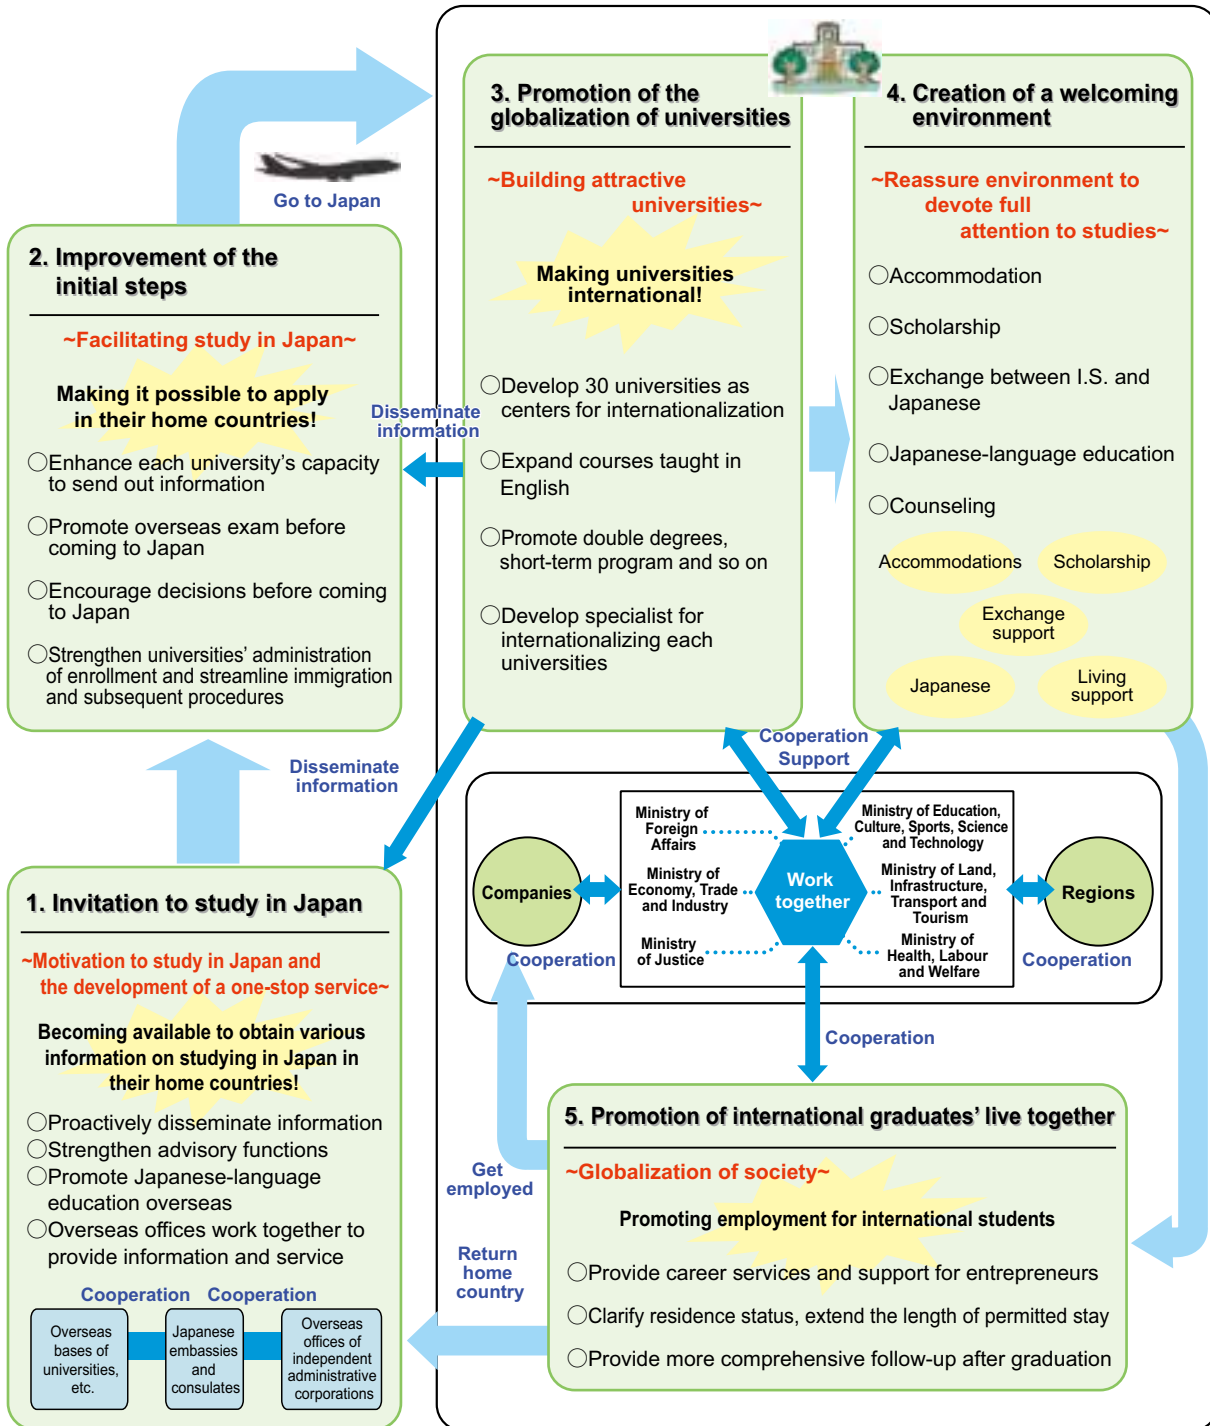 3. Promotion of the
globalization of universities
~Building attractive
universities~
Making universities
international!
○Develop 30 universities as
centers for internationalization
○Expand courses taught in
English
○Promote double degrees,
short-term program and so on
○Develop specialist for
internationalizing each
universities
4. Creation of a welcoming
environment
~Reassure environment to
devote full
attention to studies~
○Accommodation
○Scholarship
○Exchange between I.S. and
Japanese
○Japanese-language education
○Counseling
Accommodations
Scholarship
Exchange
support
Japanese
Living
support
Go to Japan
2. Improvement of the
initial steps
~Facilitating study in Japan~
Making it possible to apply
in their home countries!
○Enhance each university’s capacity
to send out information
○Promote overseas exam before
coming to Japan
○Encourage decisions before coming
to Japan
○Strengthen universities’ administration
of enrollment and streamline immigration
and subsequent procedures
Disseminate
information
Disseminate
information
Cooperation
Support
Companies
Cooperation
Ministry of
Foreign
Affairs
Ministry of
Economy, Trade
and Industry
Ministry
of Justice
Work
together
Ministry of Education,
Culture, Sports, Science
and Technology
Ministry of Land,
Infrastructure,
Transport and
Tourism
Ministry of
Health, Labour
and Welfare
Regions
Cooperation
Cooperation
1. Invitation to study in Japan
~Motivation to study in Japan and
the development of a one-stop service~
Becoming available to obtain various
information on studying in Japan in
their home countries!
○Proactively disseminate information
○Strengthen advisory functions
○Promote Japanese-language
education overseas
○Overseas offices work together to
provide information and service
Cooperation
Cooperation
Overseas
bases of
universities,
etc.
Japanese
embassies
and
consulates
Overseas
offices of
independent
administrative
corporations
Get
employed
Return
home
country
5. Promotion of international graduates’ live together
~Globalization of society~
Promoting employment for international students
○Provide career services and support for entrepreneurs
○Clarify residence status, extend the length of permitted stay
○Provide more comprehensive follow-up after graduation